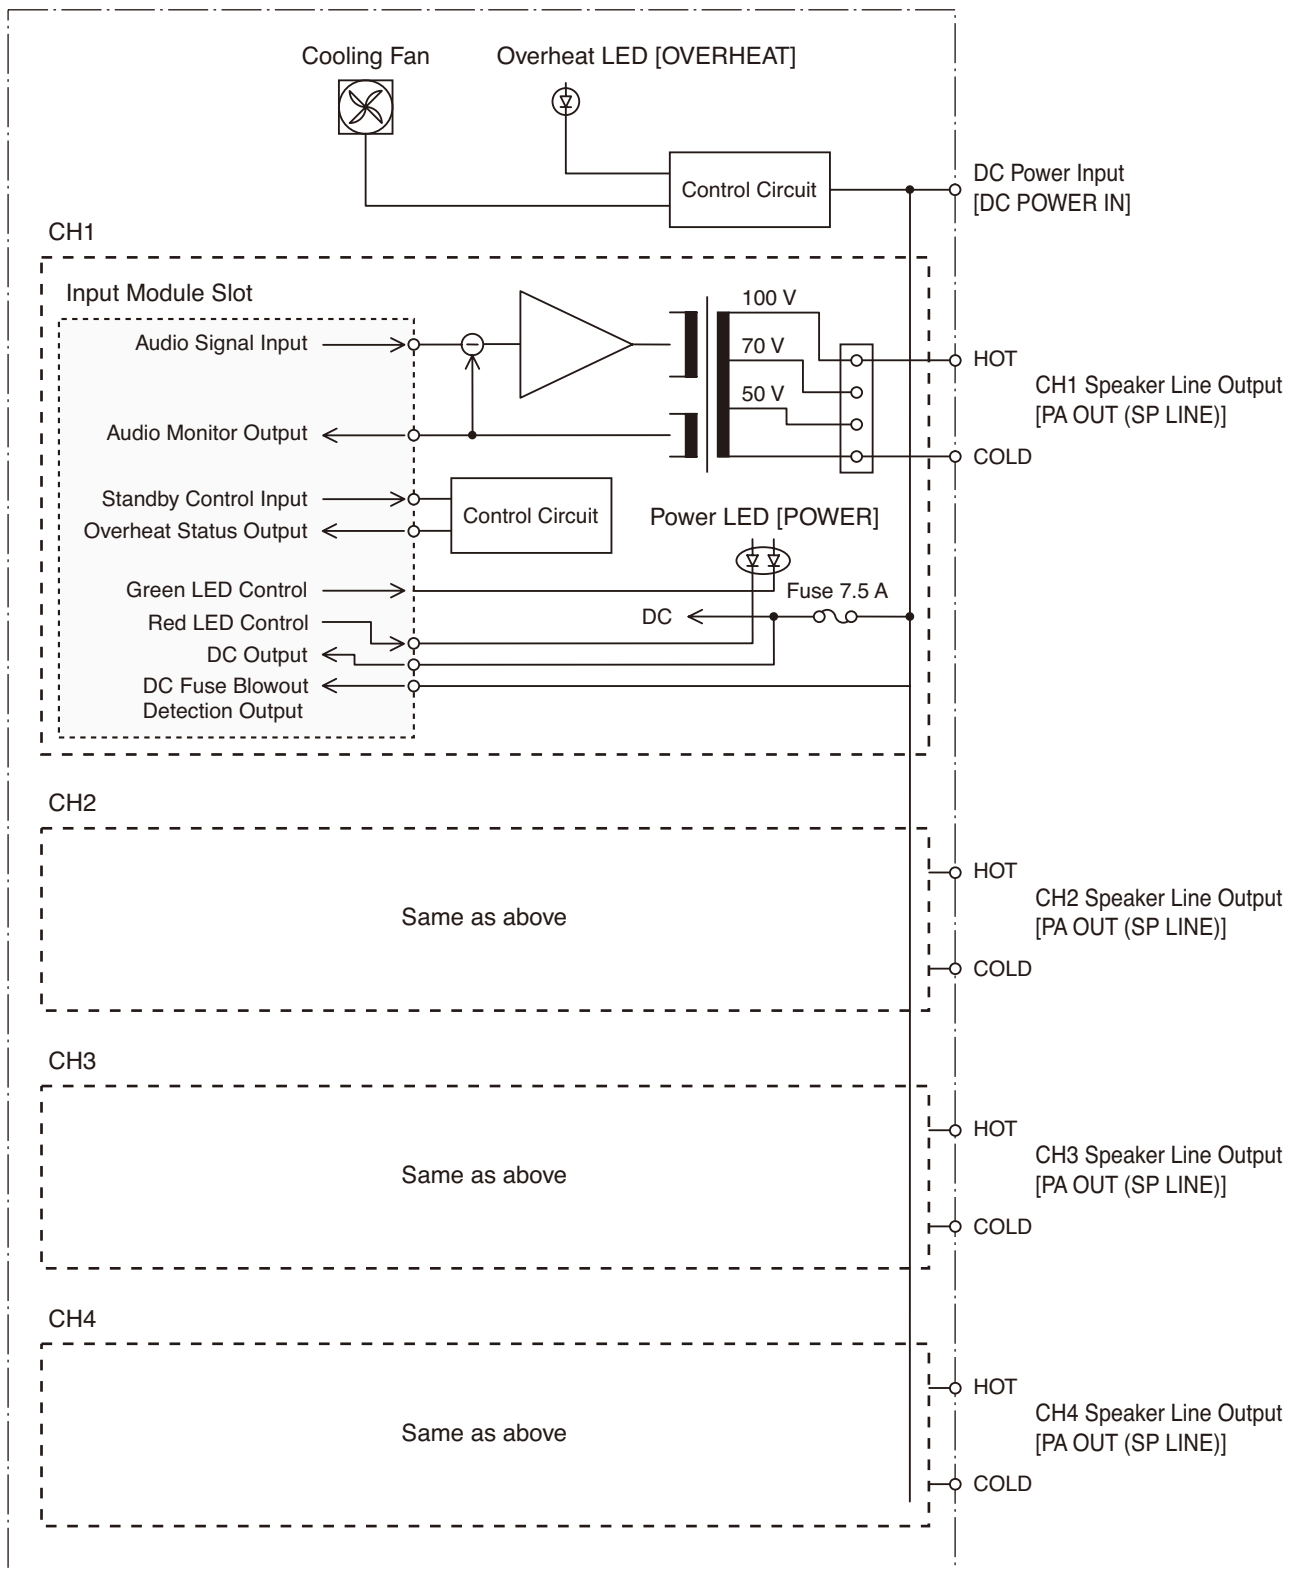 Cooling Fan
Overheat LED [OVERHEAT]
Control Circuit
DC Power Input
[DC POWER IN]
CH1
Input Module Slot
100 V
Audio Signal Input
70 V
HOT
CH1 Speaker Line Output
[PA OUT (SP LINE)]
50 V
Audio Monitor Output
COLD
Standby Control Input
Control Circuit
Power LED [POWER]
Overheat Status Output
Green LED Control
Fuse 7.5 A
Red LED Control
DC
DC Output
DC Fuse Blowout
Detection Output
CH2
HOT
CH2 Speaker Line Output
[PA OUT (SP LINE)]
Same as above
COLD
CH3
HOT
CH3 Speaker Line Output
[PA OUT (SP LINE)]
Same as above
COLD
CH4
HOT
CH4 Speaker Line Output
[PA OUT (SP LINE)]
Same as above
COLD